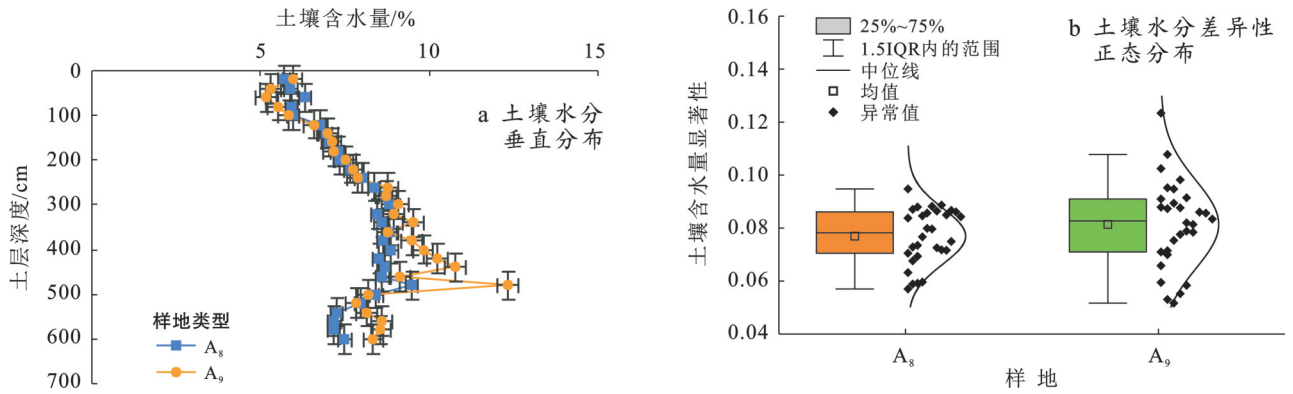 土壤含水量/%
5
10
15
0
100
200
300
400
500
600
700
土层深度/cm
a 土壤水分
垂直分布
样地类型
A₈
A₉
0.16
0.14
0.12
0.10
0.08
0.06
0.04
土壤含水量显著性
25%~75%
1.5IQR内的范围
中位线
均值
异常值
b 土壤水分差异性
正态分布
A₈
A₉
样地